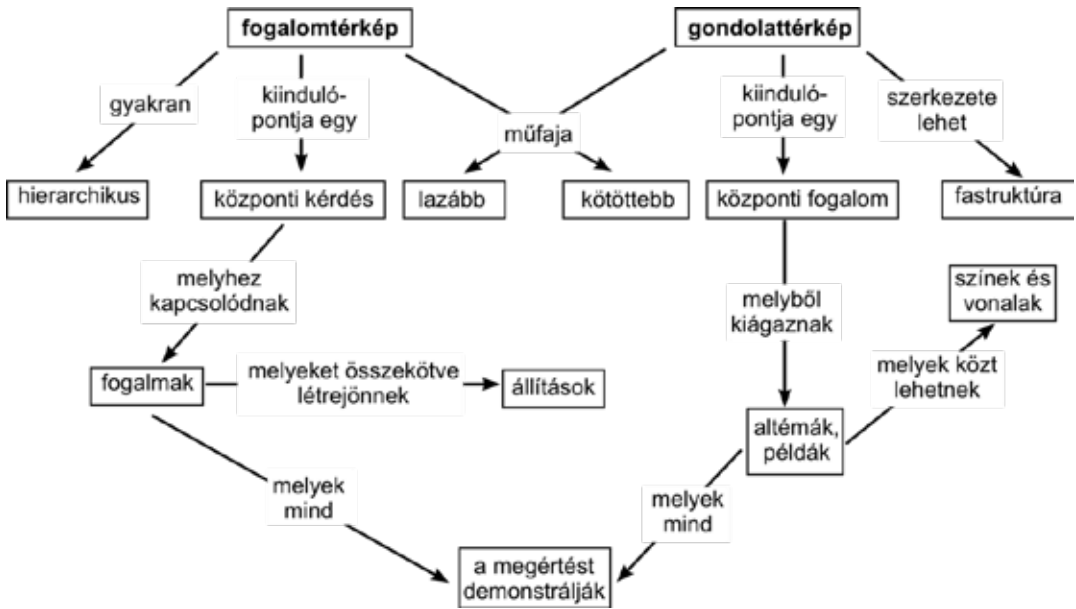 fogalomtérkép
gondolattérkép
gyakran
kiinduló-
pontja egy
műfaja
kiinduló-
pontja egy
szerkezete
lehet
hierarchikus
központi kérdés
lazább
kötöttebb
központi fogalom
fastruktúra
melyhez
kapcsolódnak
melyből
kiágaznak
színek és
vonalak
fogalmak
melyeket összekötve
létrejönnek
állítások
melyek közt
lehetnek
altémák,
példák
melyek
mind
melyek
mind
a megértést
demonstrálják